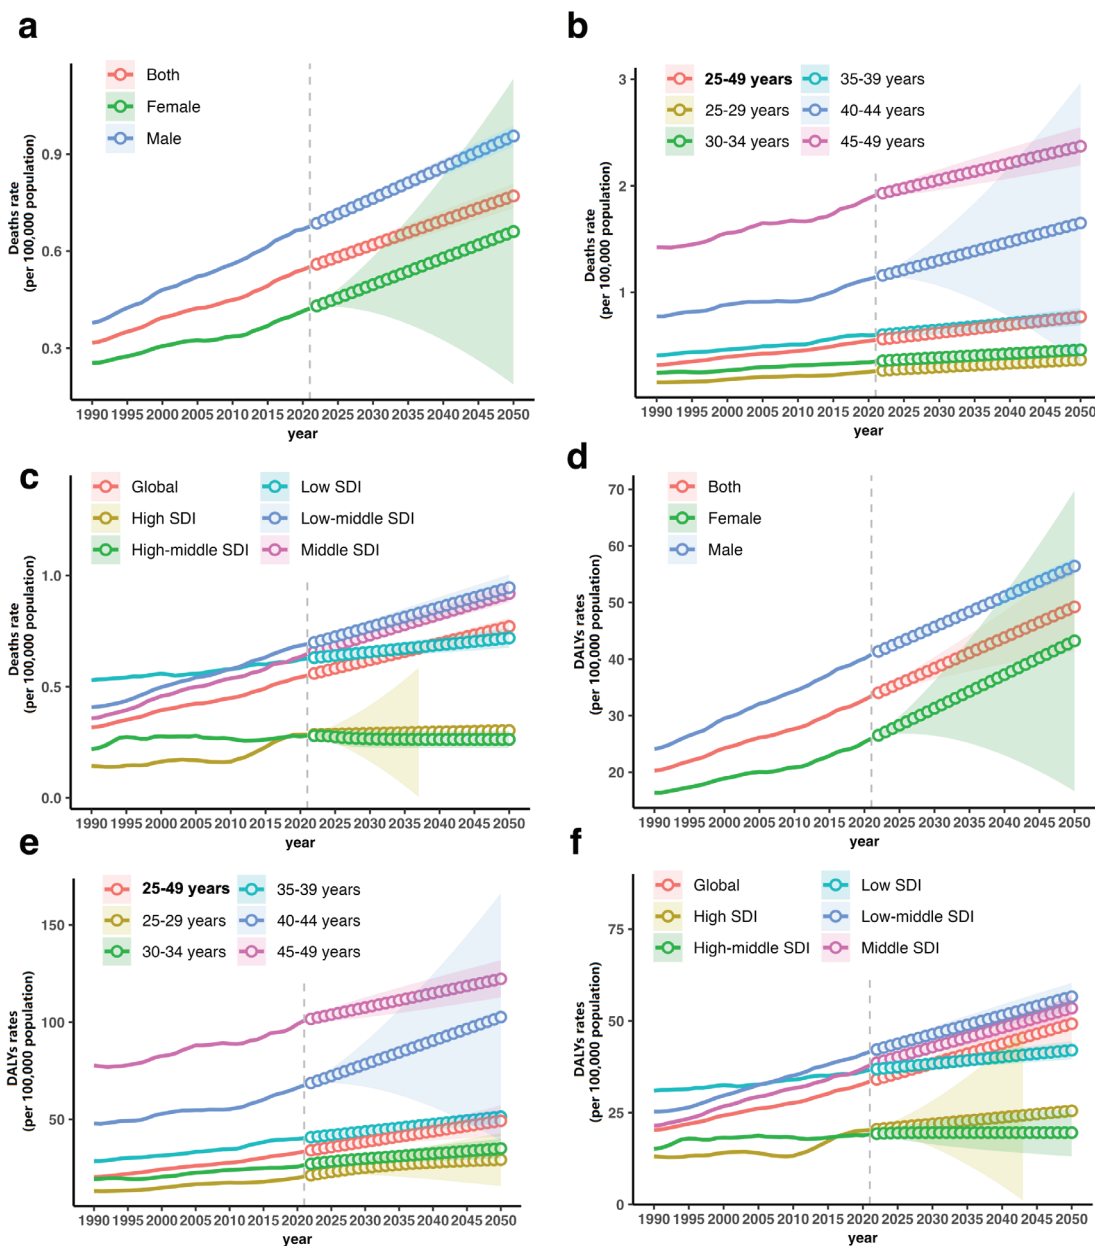 a
Both
Female
Male
0.9
0.6
0.3
Deaths rate
(per 100,000 population)
1990 1995 2000 2005 2010 2015 2020 2025 2030 2035 2040 2045 2050
year
b
25-49 years 35-39 years
25-29 years 40-44 years
30-34 years 45-49 years
3
2
1
Deaths rate
(per 100,000 population)
1990 1995 2000 2005 2010 2015 2020 2025 2030 2035 2040 2045 2050
year
c
Global Low SDI
High SDI Low-middle SDI
High-middle SDI Middle SDI
1.0
0.5
0.0
Deaths rate
(per 100,000 population)
1990 1995 2000 2005 2010 2015 2020 2025 2030 2035 2040 2045 2050
year
d
Both
Female
Male
70
60
50
40
30
20
DALYs rates
(per 100,000 population)
1990 1995 2000 2005 2010 2015 2020 2025 2030 2035 2040 2045 2050
year
e
25-49 years 35-39 years
25-29 years 40-44 years
30-34 years 45-49 years
150
100
50
DALYs rates
(per 100,000 population)
1990 1995 2000 2005 2010 2015 2020 2025 2030 2035 2040 2045 2050
year
f
Global Low SDI
High SDI Low-middle SDI
High-middle SDI Middle SDI
75
50
25
0
DALYs rates
(per 100,000 population)
1990 1995 2000 2005 2010 2015 2020 2025 2030 2035 2040 2045 2050
year